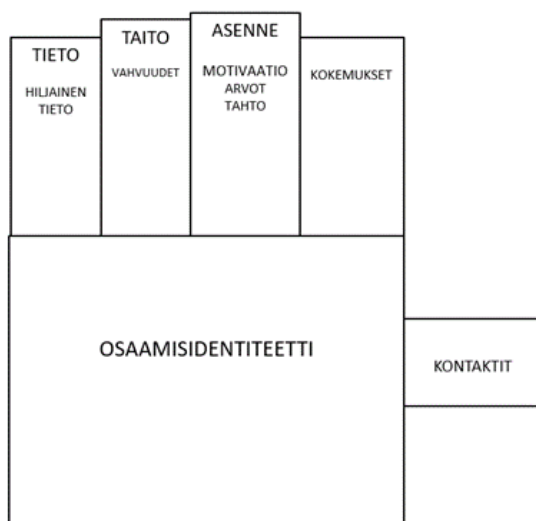 TIETO
HILJAINEN
TIETO
TAITO
VAHVUUDET
ASENNE
MOTIVAATIO
ARVOT
TAHTO
KOKEMUKSET
OSAAMISIDENTITEETTI
KONTAKTIT